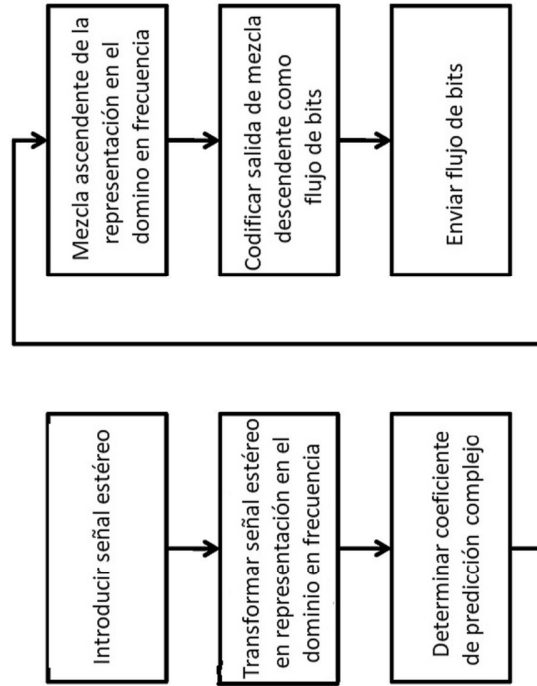 Introducir señal estéreo
Transformar señal estéreo
en representación en el
dominio en frecuencia
Determinar coeficiente
de predicción complejo
Mezcla ascendente de la
representación en el
domino en frecuencia
Codificar salida de mezcla
descendente como
flujo de bits
Enviar flujo de bits